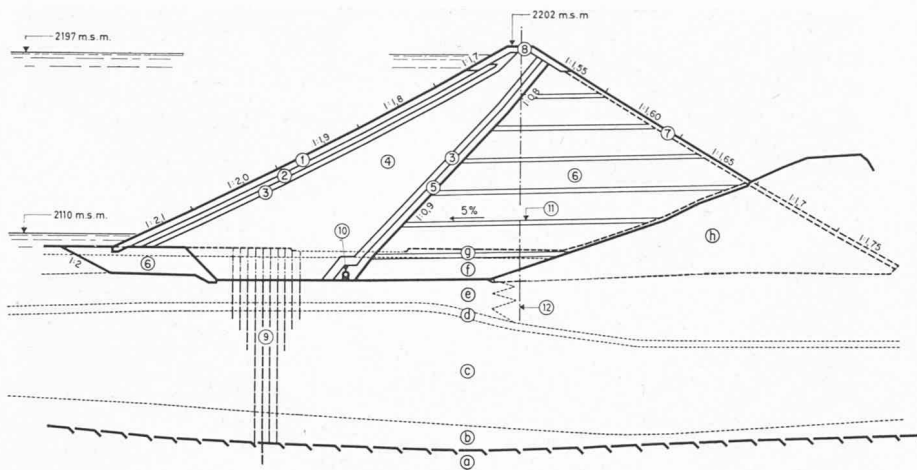 2202 m.s.m.
2197 m.s.m.
8
1:1,7
1:1,55
1:0,8
1:1,8
1:1,60
7
1:1,9
1
2
3
4
3
1:1,65
1:2,0
5
6
1:2,1
1:0,9
5%
11
1:1,7
2110 m.s.m.
10
h
1:1,75
g
6
1:2
f
e
12
d
9
c
b
a